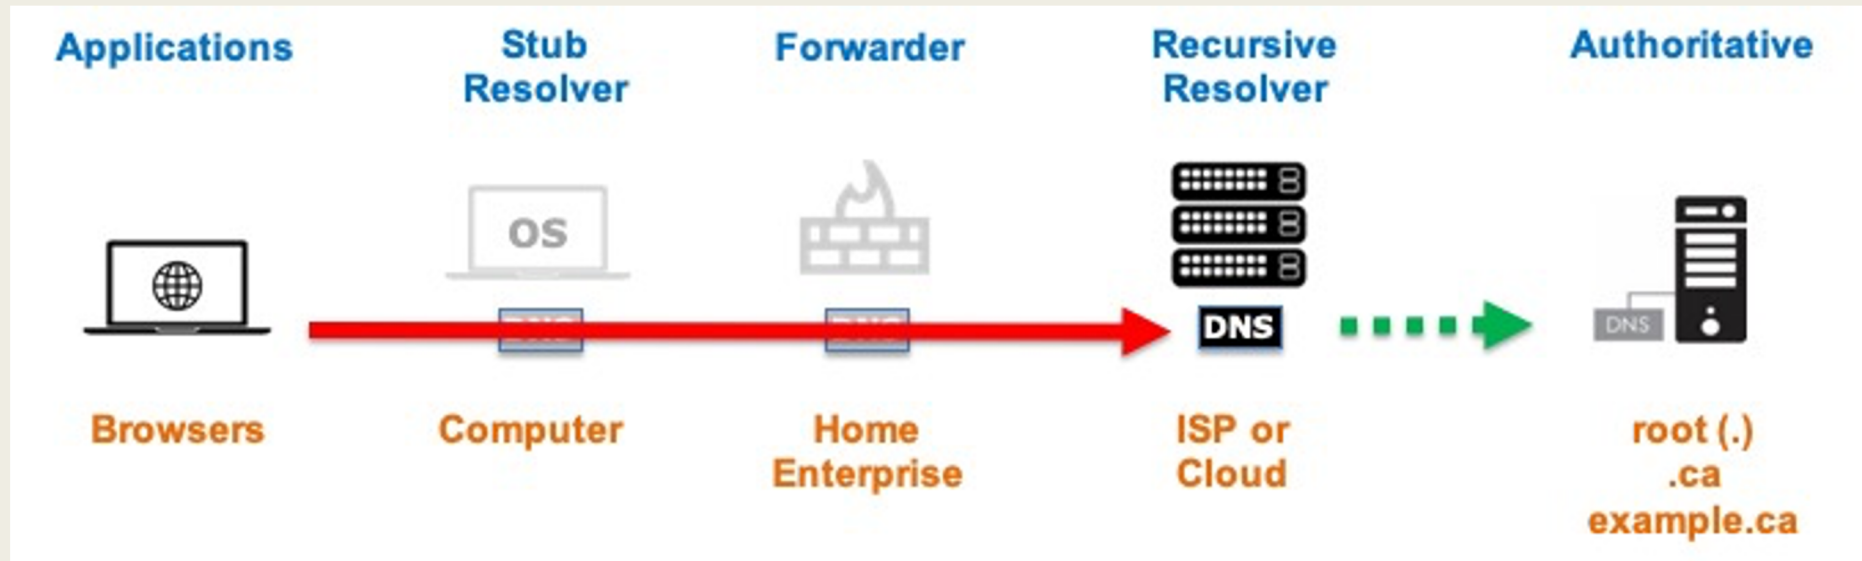 Applications
Stub
Resolver
Forwarder
Recursive
Resolver
Authoritative
OS
DNS
DNS
Browsers
Computer
Home
Enterprise
ISP or
Cloud
root (.)
.ca
example.ca